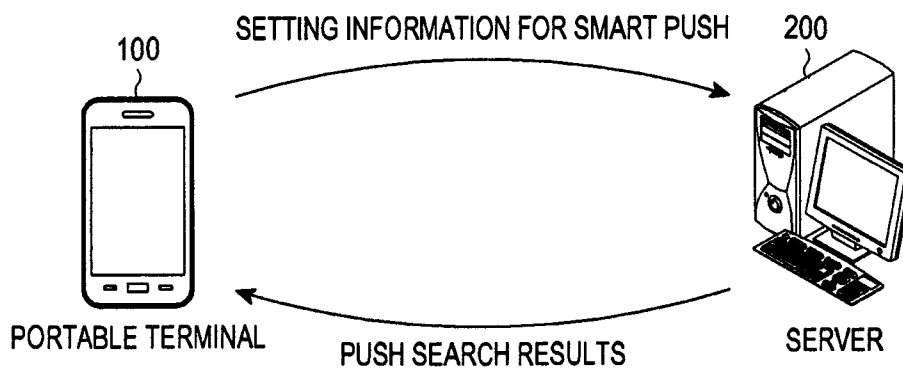 SETTING INFORMATION FOR SMART PUSH
100
200
PORTABLE TERMINAL
PUSH SEARCH RESULTS
SERVER